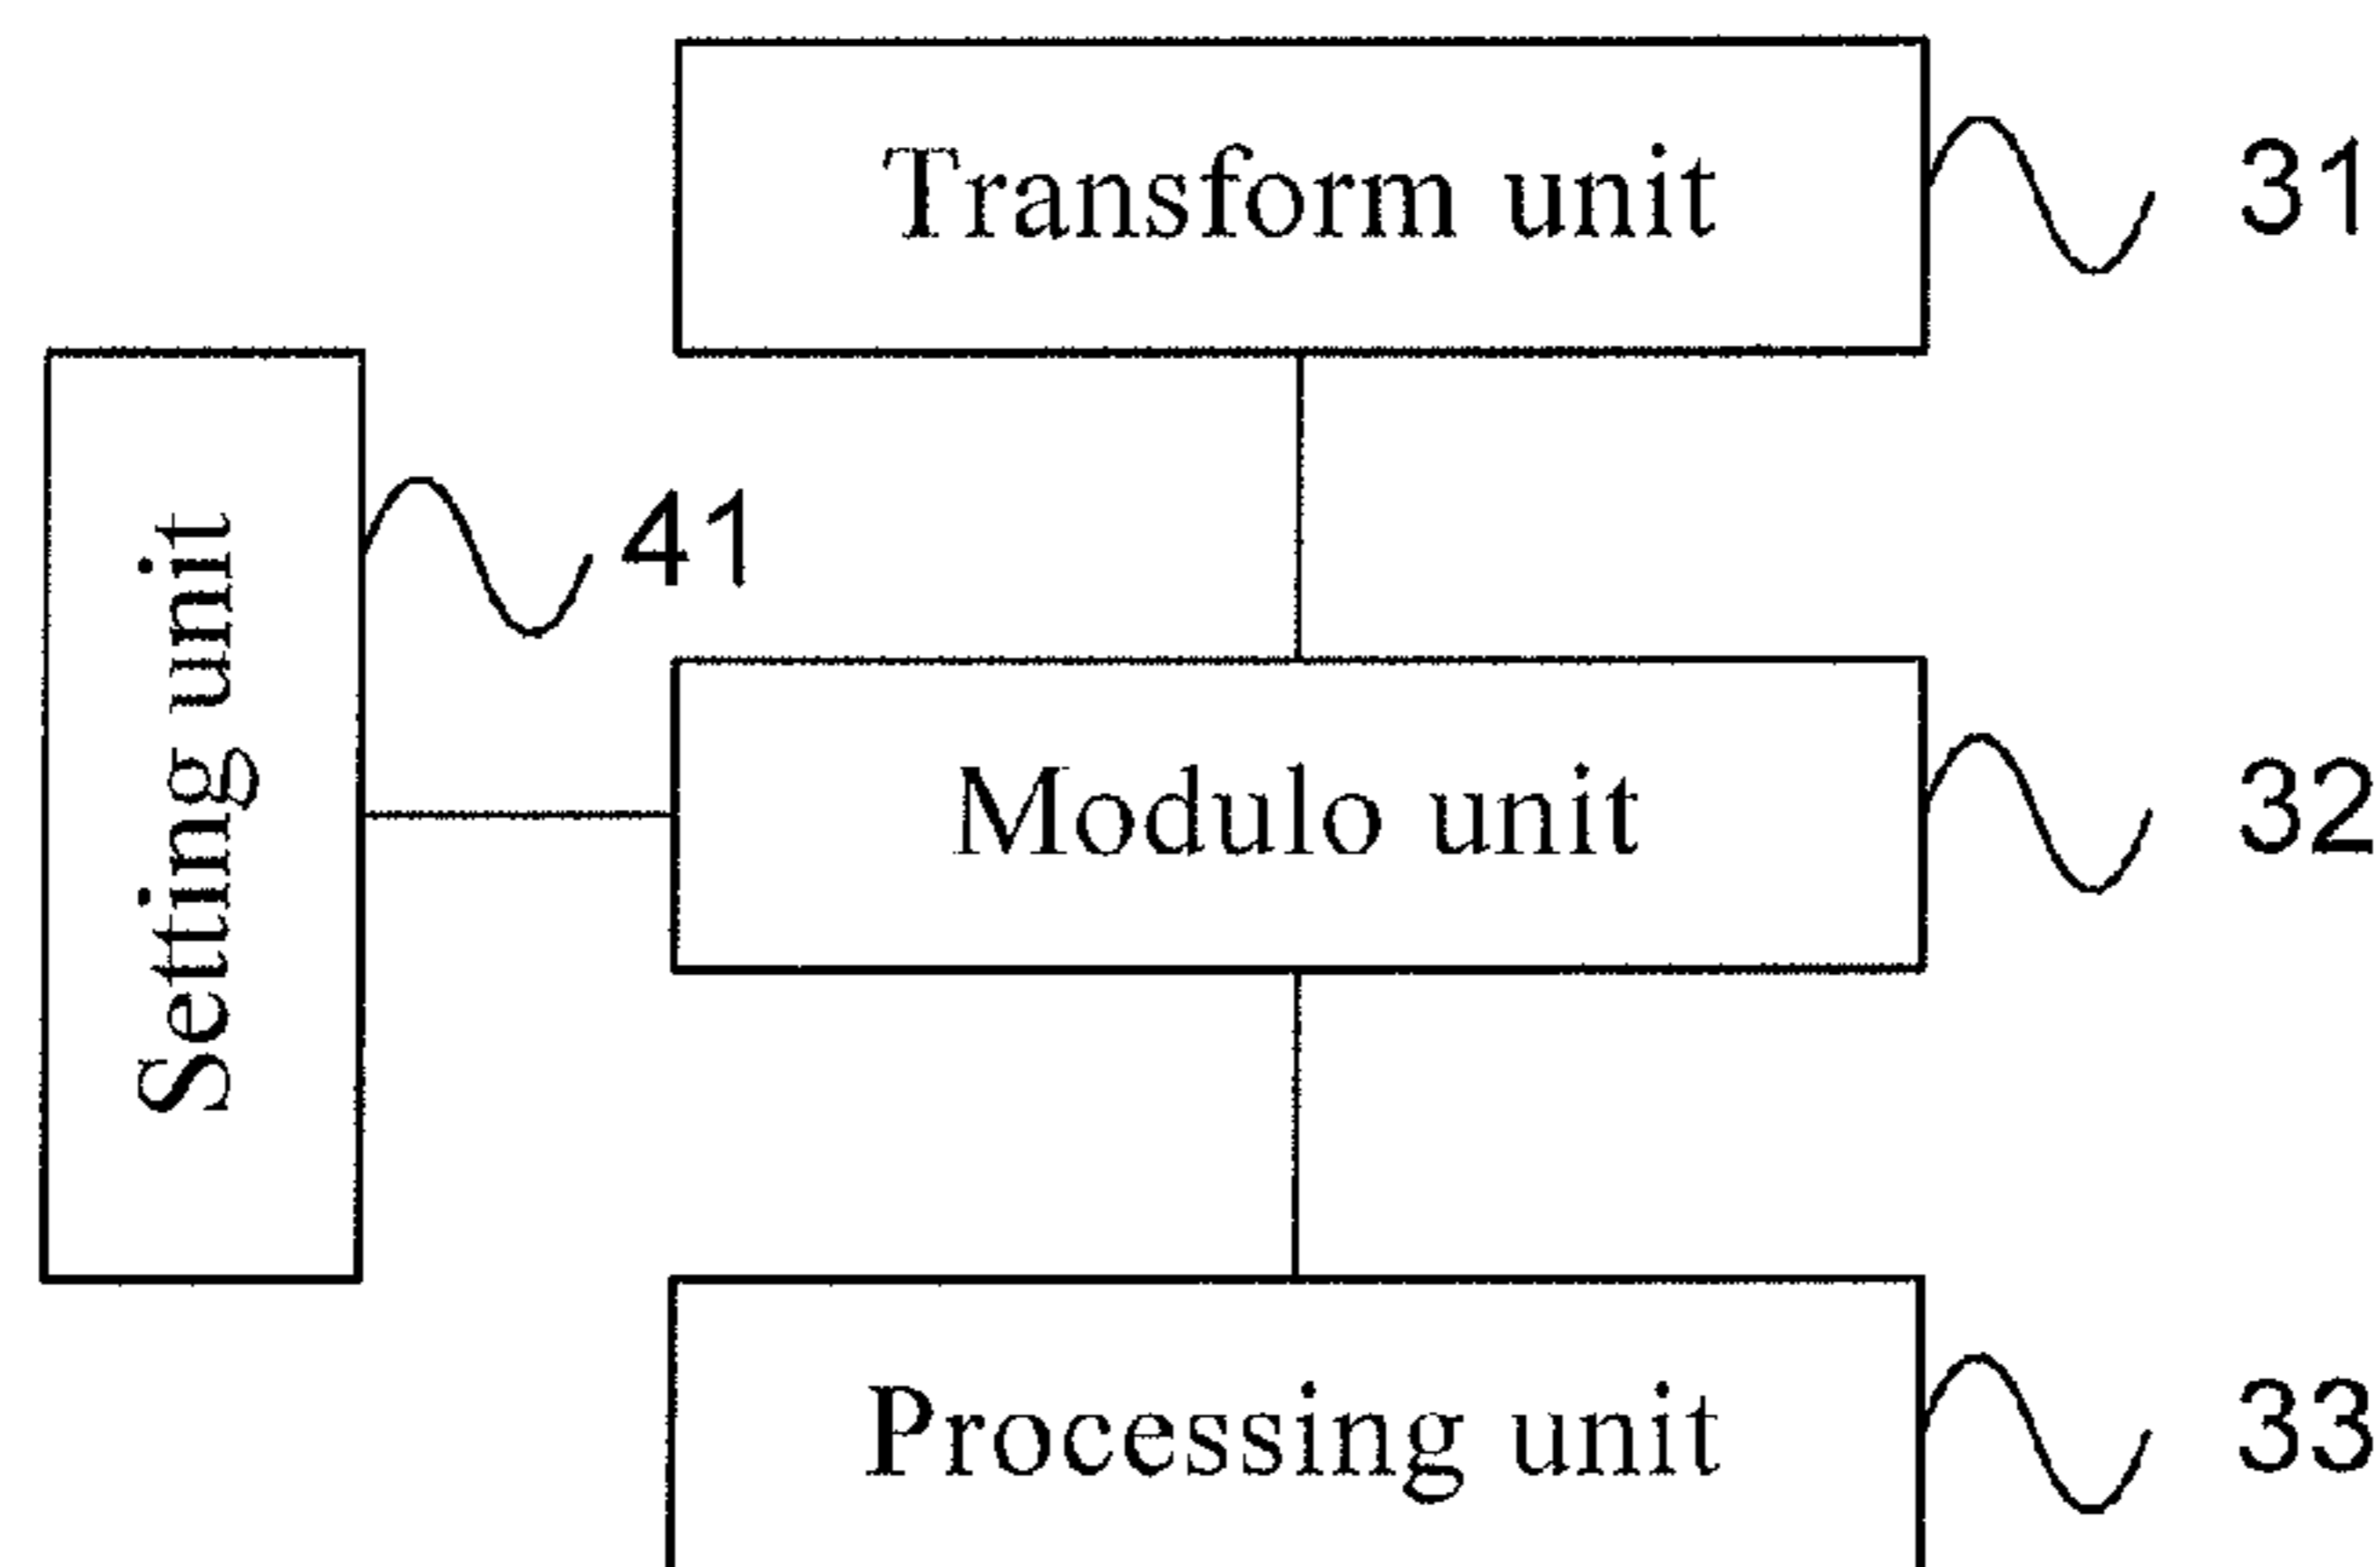 Transform unit
31
Setting unit
41
Modulo unit
32
Processing unit
33